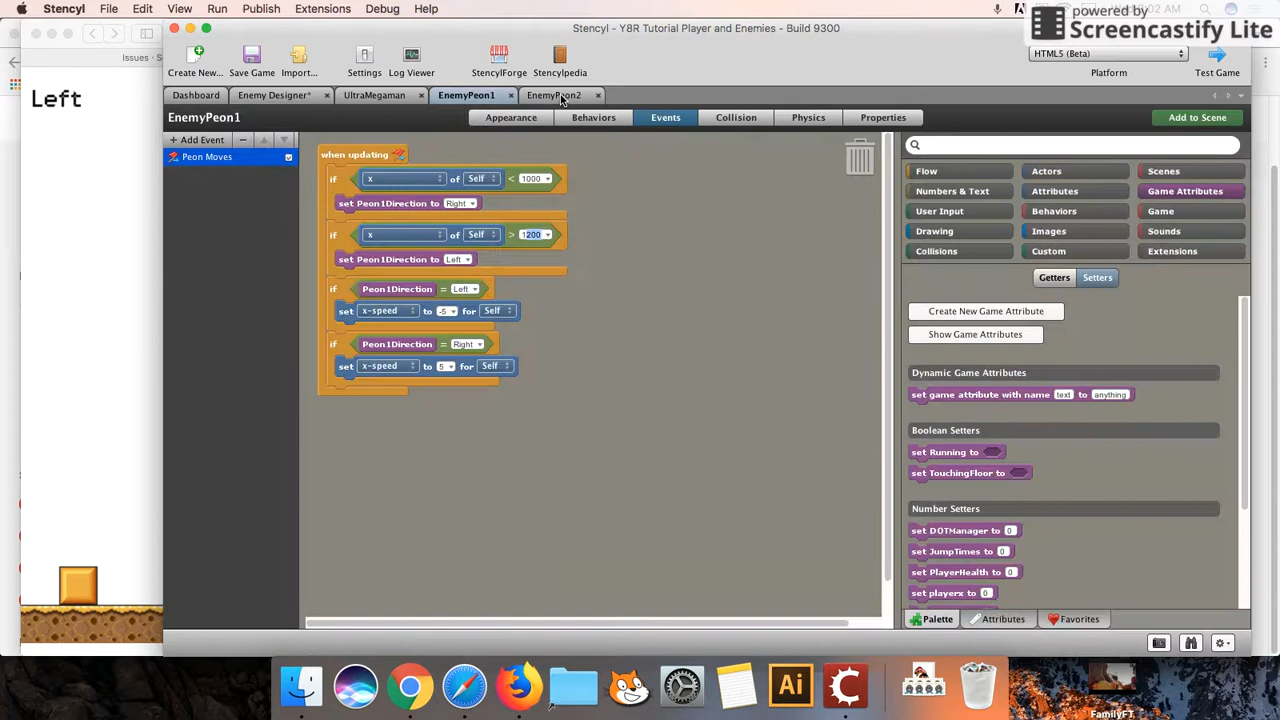 Stencyl File Edit View Run Publish Extensions Debug Help
powered by
Screencastify Lite
Issues · S
Left
Stencyl - Y8R Tutorial Player and Enemies - Build 9300
Create New... Save Game Import... Settings Log Viewer StencylForge Stencylpedia
HTML5 (Beta)
Platform Test Game
Dashboard Enemy Designer* UltraMegaman EnemyPeon1 EnemyPeon2
EnemyPeon1 Appearance Behaviors Events Collision Physics Properties Add to Scene
+ Add Event
Peon Moves
when updating
if x of Self < 1000
set Peon1Direction to Right
if x of Self > 1200
set Peon1Direction to Left
if Peon1Direction = Left
set x-speed to -5 for Self
if Peon1Direction = Right
set x-speed to 5 for Self
Flow Actors Scenes
Numbers & Text Attributes Game Attributes
User Input Behaviors Game
Drawing Images Sounds
Collisions Custom Extensions
Getters Setters
Create New Game Attribute
Show Game Attributes
Dynamic Game Attributes
set game attribute with name text to anything
Boolean Setters
set Running to
set TouchingFloor to
Number Setters
set DOTManager to 0
set JumpTimes to 0
set PlayerHealth to 0
set playerx to 0
Palette Attributes Favorites
Ai
FamilyFT